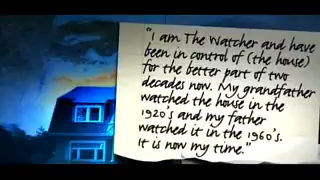 "I am The Watcher and have
been in control of (the house)
for the better part of two
decades now. My grandfather
watched the house in the
1920's and my father
watched it in the 1960's.
It is now my time."